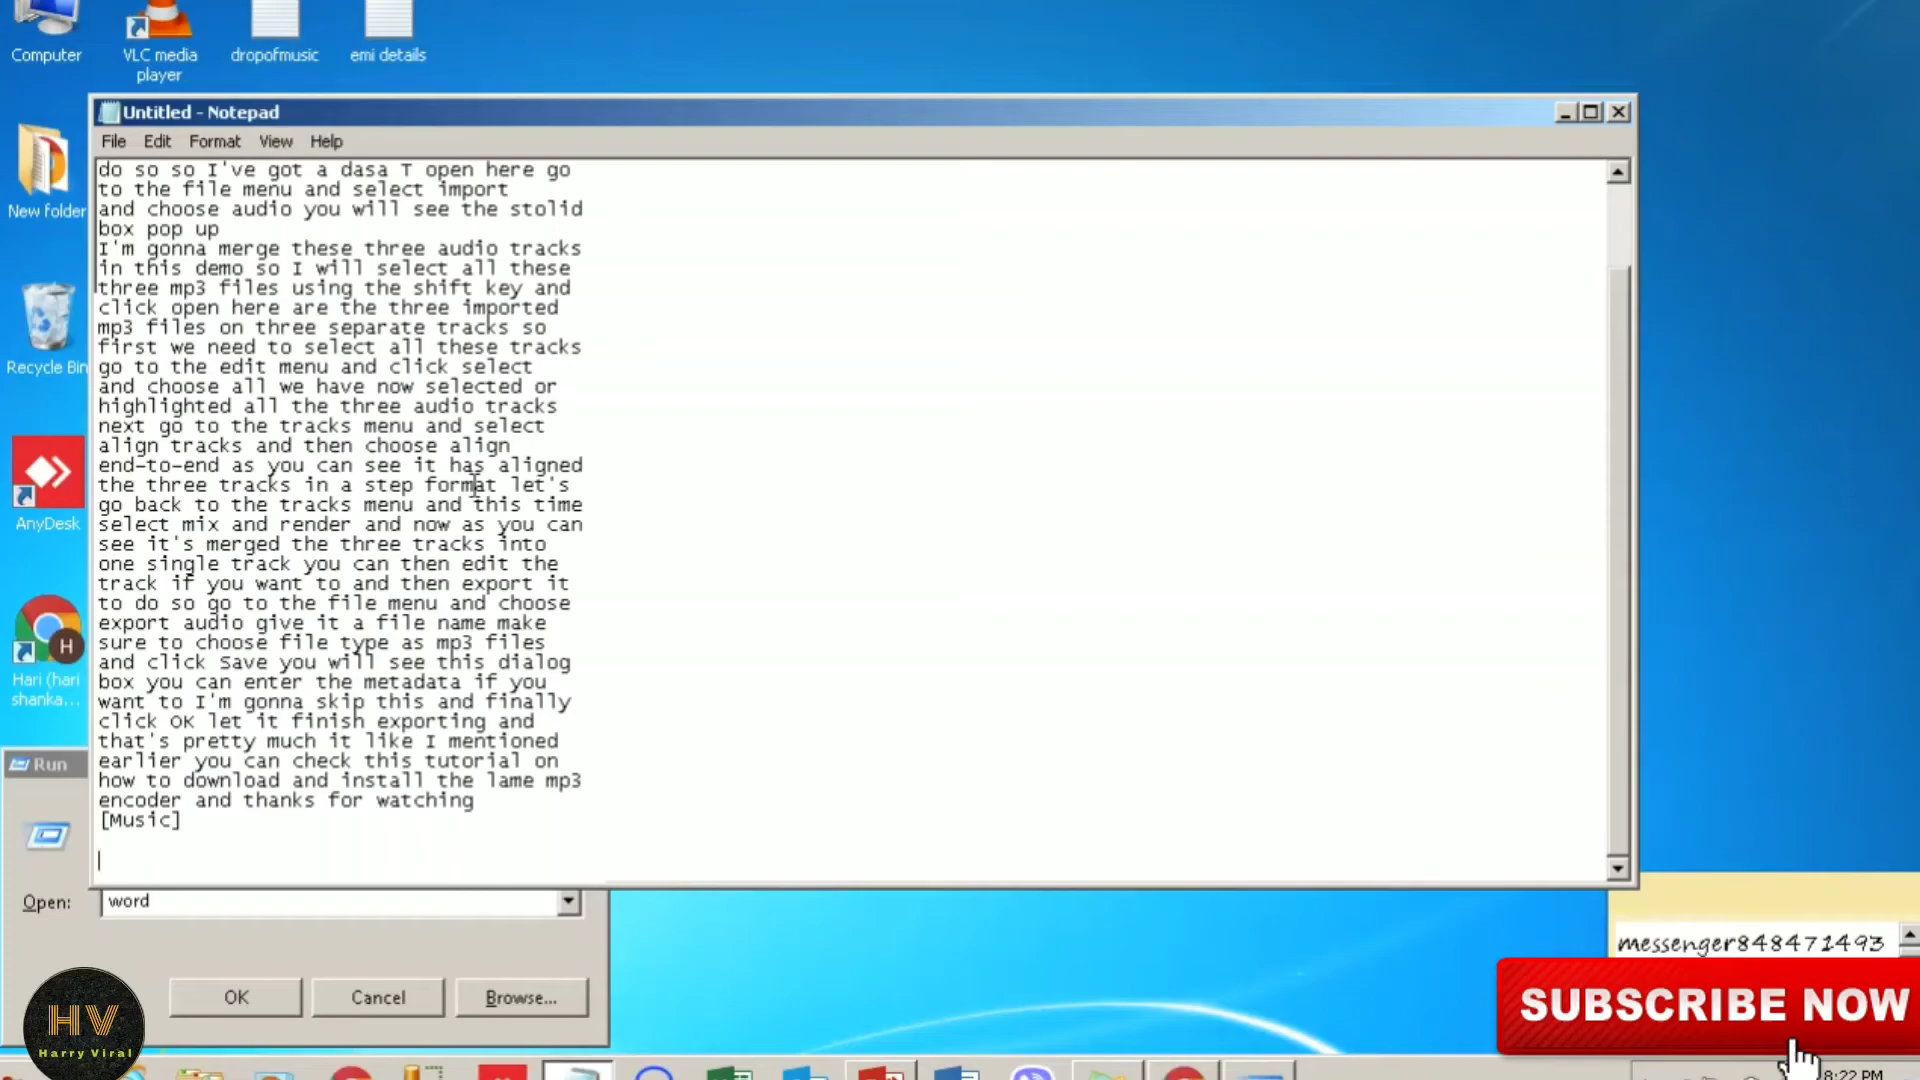 Computer
VLC media
player
dropofmusic
emi details
Untitled - Notepad
File Edit Format View Help
do so so I've got a dasa T open here go
to the file menu and select import
and choose audio you will see the stolid
box pop up
I'm gonna merge these three audio tracks
in this demo so I will select all these
three mp3 files using the shift key and
click open here are the three imported
mp3 files on three separate tracks so
first we need to select all these tracks
go to the edit menu and click select
and choose all we have now selected or
highlighted all the three audio tracks
next go to the tracks menu and select
align tracks and then choose align
end-to-end as you can see it has aligned
the three tracks in a step format let's
go back to the tracks menu and this time
select mix and render and now as you can
see it's merged the three tracks into
one single track you can then edit the
track if you want to and then export it
to do so go to the file menu and choose
export audio give it a file name make
sure to choose file type as mp3 files
and click Save you will see this dialog
box you can enter the metadata if you
want to I'm gonna skip this and finally
click OK let it finish exporting and
that's pretty much it like I mentioned
earlier you can check this tutorial on
how to download and install the lame mp3
encoder and thanks for watching
[Music]
New folder
Recycle Bin
AnyDesk
H
Hari (hari
shanka...
Run
Open: word
OK Cancel Browse...
messenger848471493
HV
Harry Viral
SUBSCRIBE NOW
8:22 PM